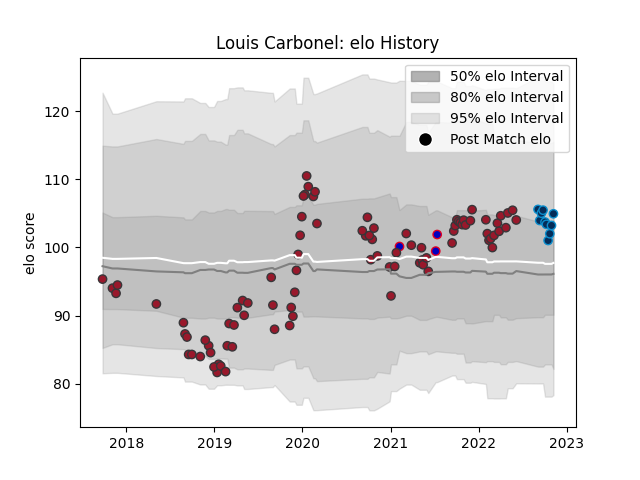 Louis Carbonel: elo History
50% elo Interval
80% elo Interval
95% elo Interval
Post Match elo
elo score
120
110
100
90
80
2018 2019 2020 2021 2022 2023